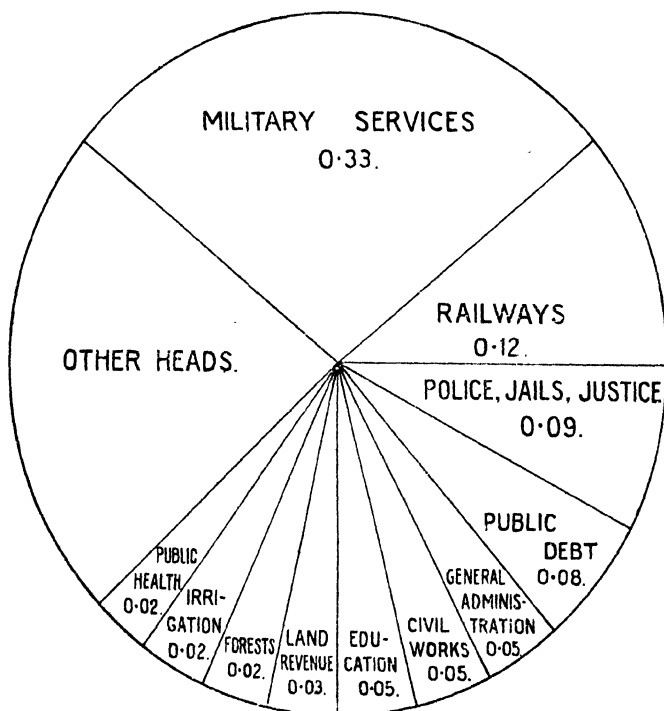 MILITARY SERVICES
0·33.
RAILWAYS
0·12.
POLICE, JAILS, JUSTICE
0·09.
PUBLIC
DEBT
0·08.
GENERAL
ADMINIS-
TRATION
0·05.
CIVIL
WORKS
0·05.
EDU-
CATION
0·05.
LAND
REVENUE
0·03.
FORESTS
0·02.
IRRI-
GATION
0·02.
PUBLIC
HEALTH
0·02.
OTHER HEADS.